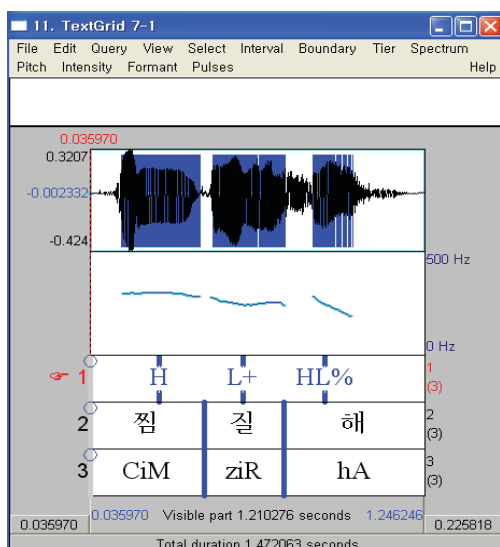 11. TextGrid 7-1
File Edit Query View Select Interval Boundary Tier Spectrum
Pitch Intensity Formant Pulses Help
0.035970
0.3207
-0.002332
-0.424
500 Hz
0 Hz
☞ 1 H L+ HL% 1 (3)
2 찜 질 해 2 (3)
3 CiM ziR hA 3 (3)
0.035970 0.035970 Visible part 1.210276 seconds 1.246246 0.225818
Total duration 1.472063 seconds